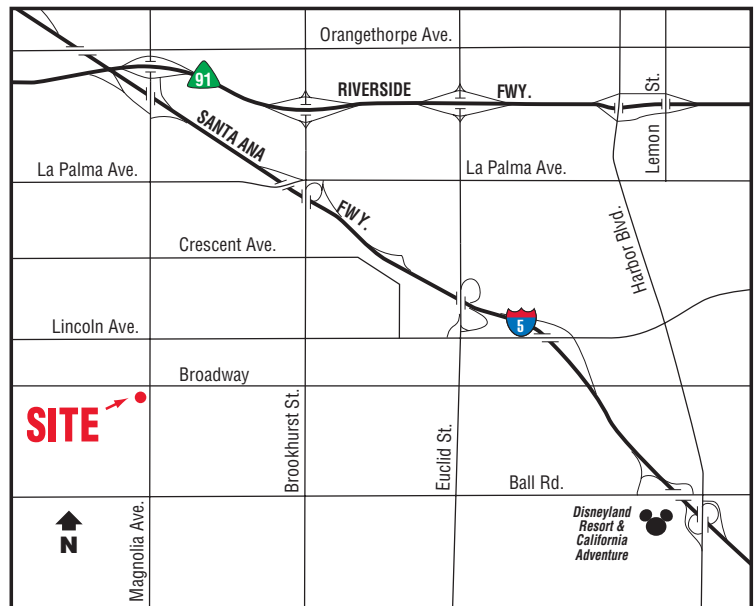 Orangethorpe Ave.
91
RIVERSIDE FWY.
St.
Lemon
SANTA ANA
FWY.
La Palma Ave.
La Palma Ave.
Harbor Blvd.
Crescent Ave.
Lincoln Ave.
5
Broadway
SITE
Brookhurst St.
Euclid St.
Ball Rd.
Magnolia Ave.
N
Disneyland
Resort &
California
Adventure